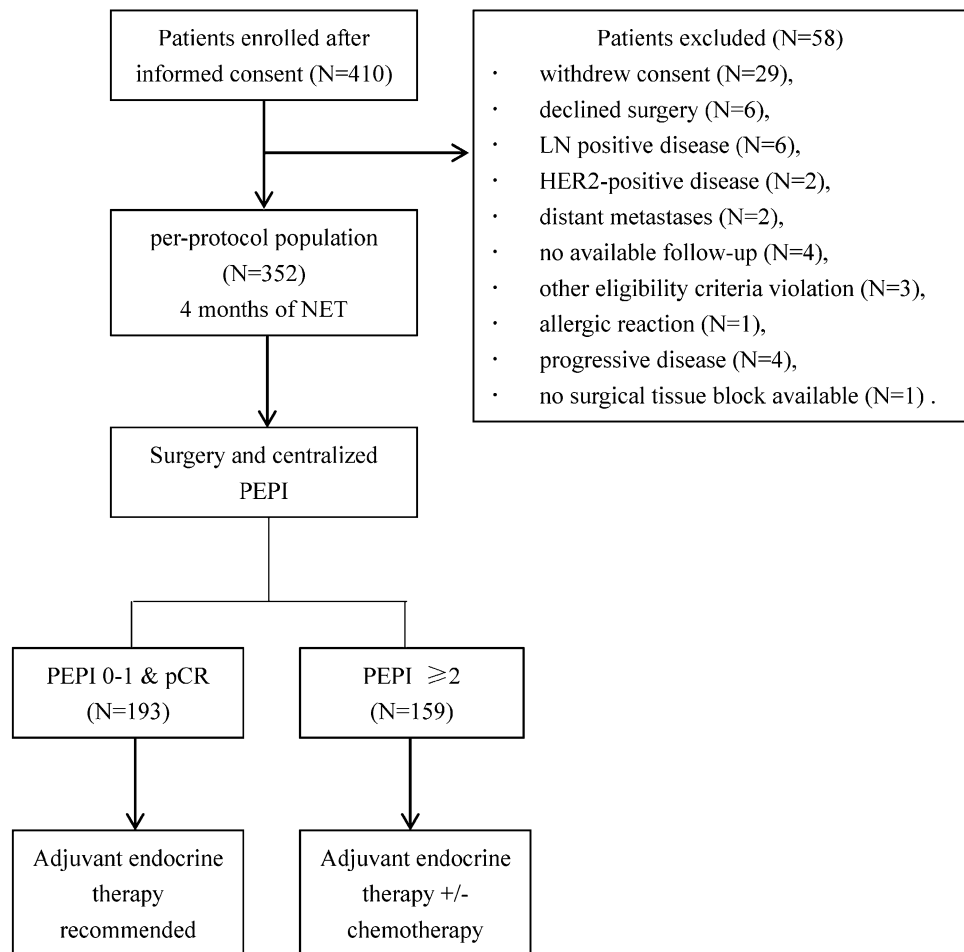 Patients enrolled after
informed consent (N=410)
Patients excluded (N=58)
· withdrew consent (N=29),
· declined surgery (N=6),
· LN positive disease (N=6),
· HER2-positive disease (N=2),
· distant metastases (N=2),
· no available follow-up (N=4),
· other eligibility criteria violation (N=3),
· allergic reaction (N=1),
· progressive disease (N=4),
· no surgical tissue block available (N=1) .
per-protocol population
(N=352)
4 months of NET
Surgery and centralized
PEPI
PEPI 0-1 & pCR
(N=193)
PEPI ≥2
(N=159)
Adjuvant endocrine
therapy
recommended
Adjuvant endocrine
therapy +/-
chemotherapy